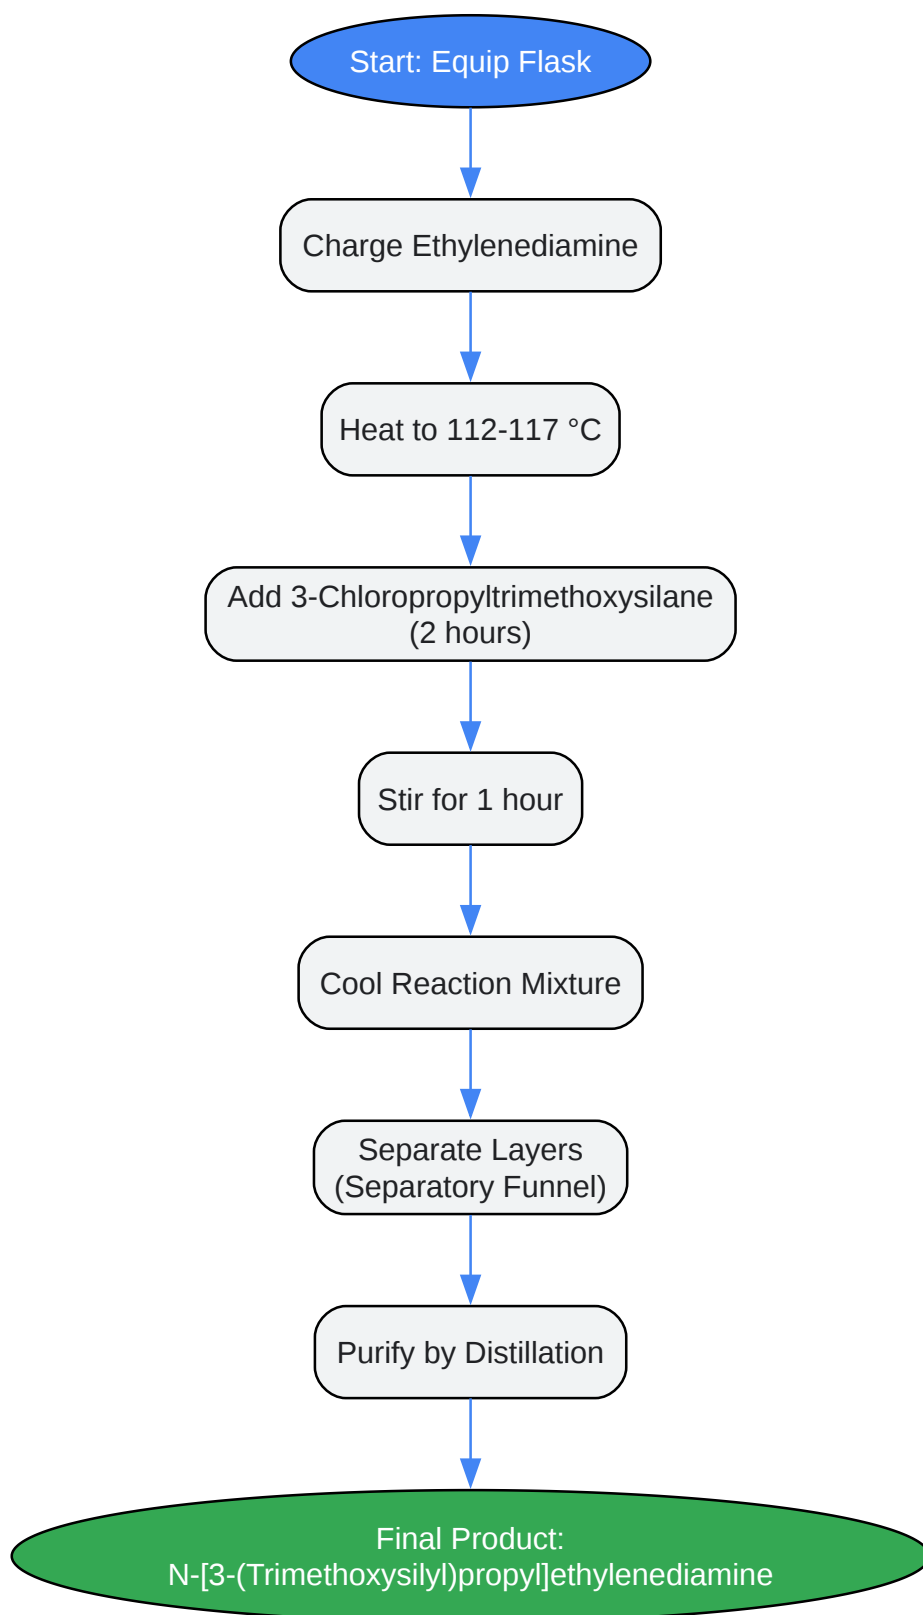 Start: Equip Flask
Charge Ethylenediamine
Heat to 112-117 °C
Add 3-Chloropropyltrimethoxysilane
(2 hours)
Stir for 1 hour
Cool Reaction Mixture
Separate Layers
(Separatory Funnel)
Purify by Distillation
Final Product:
N-[3-(Trimethoxysilyl)propyl]ethylenediamine